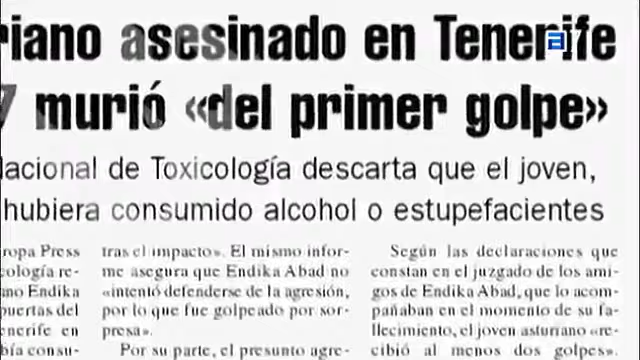 riano asesinado en Tenerife
7 murió «del primer golpe»
Nacional de Toxicología descarta que el joven,
hubiera consumido alcohol o estupefacientes
ropa Press
cología re-
ano Endika
puertas del
enerife en
bía consu-
tras el impacto». El mismo infor-
me asegura que Endika Abad no
«intentó defenderse de la agresión,
por lo que fue golpeado por sor-
presa».
Por su parte, el presunto agre-
Según las declaraciones que
constan en el juzgado de los ami-
gos de Endika Abad, que lo acom-
pañaban en el momento de su fa-
llecimiento, el joven asturiano «re-
cibió al menos dos golpes».